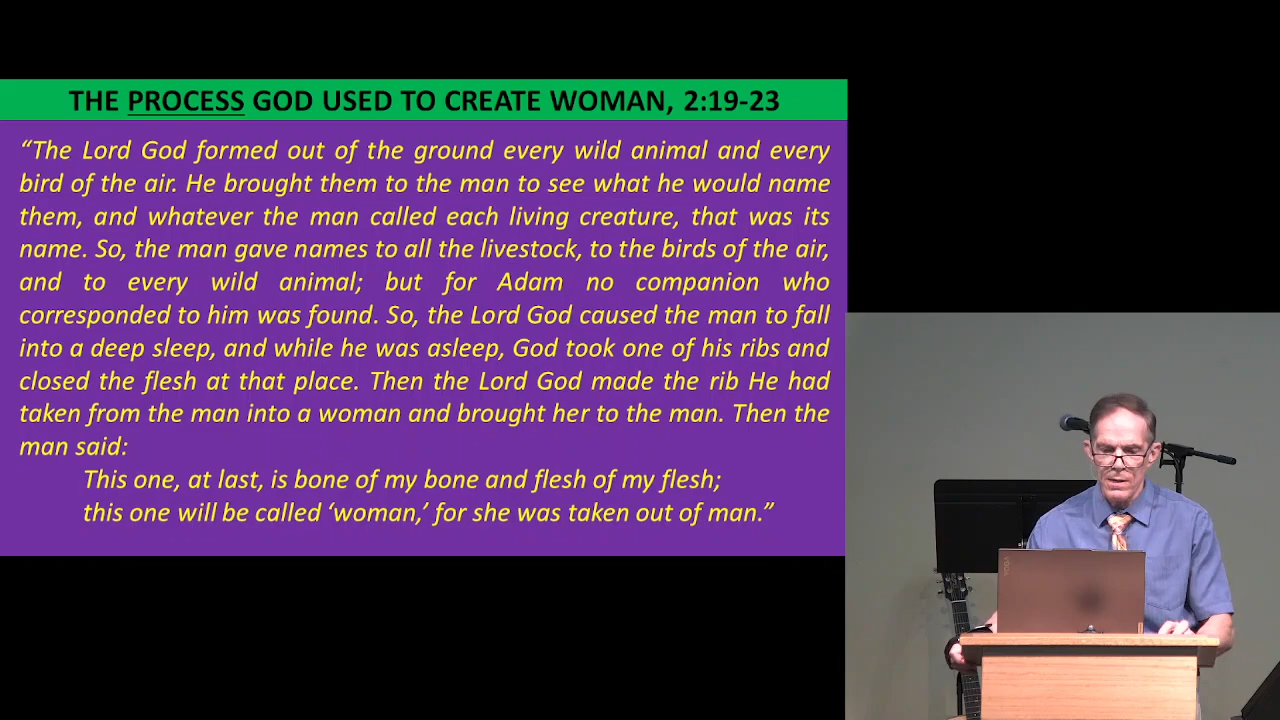 THE PROCESS GOD USED TO CREATE WOMAN, 2:19-23
“The Lord God formed out of the ground every wild animal and every
bird of the air. He brought them to the man to see what he would name
them, and whatever the man called each living creature, that was its
name. So, the man gave names to all the livestock, to the birds of the air,
and to every wild animal; but for Adam no companion who
corresponded to him was found. So, the Lord God caused the man to fall
into a deep sleep, and while he was asleep, God took one of his ribs and
closed the flesh at that place. Then the Lord God made the rib He had
taken from the man into a woman and brought her to the man. Then the
man said:
This one, at last, is bone of my bone and flesh of my flesh;
this one will be called ‘woman,’ for she was taken out of man.”